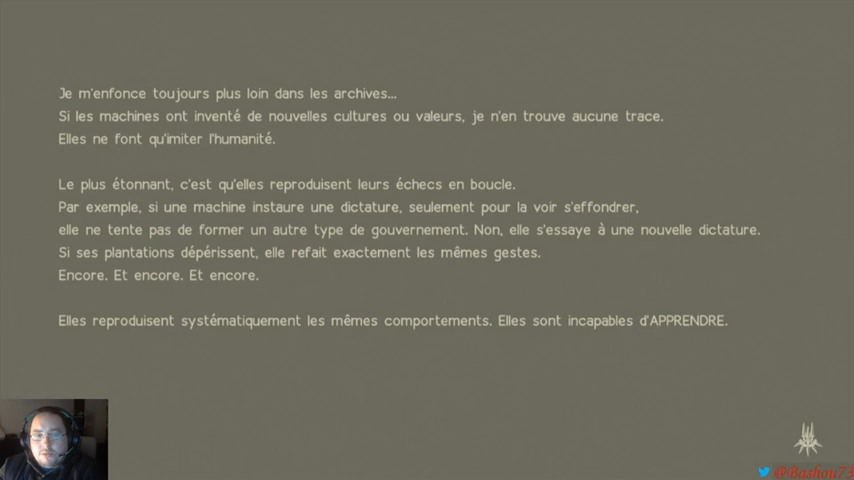 Je m'enfonce toujours plus loin dans les archives...
Si les machines ont inventé de nouvelles cultures ou valeurs, je n'en trouve aucune trace.
Elles ne font qu'imiter l'humanité.
Le plus étonnant, c'est qu'elles reproduisent leurs échecs en boucle.
Par exemple, si une machine instaure une dictature, seulement pour la voir s'effondrer,
elle ne tente pas de former un autre type de gouvernement. Non, elle s'essaye à une nouvelle dictature.
Si ses plantations dépérissent, elle refait exactement les mêmes gestes.
Encore. Et encore. Et encore.
Elles reproduisent systématiquement les mêmes comportements. Elles sont incapables d'APPRENDRE.
@Bashou73